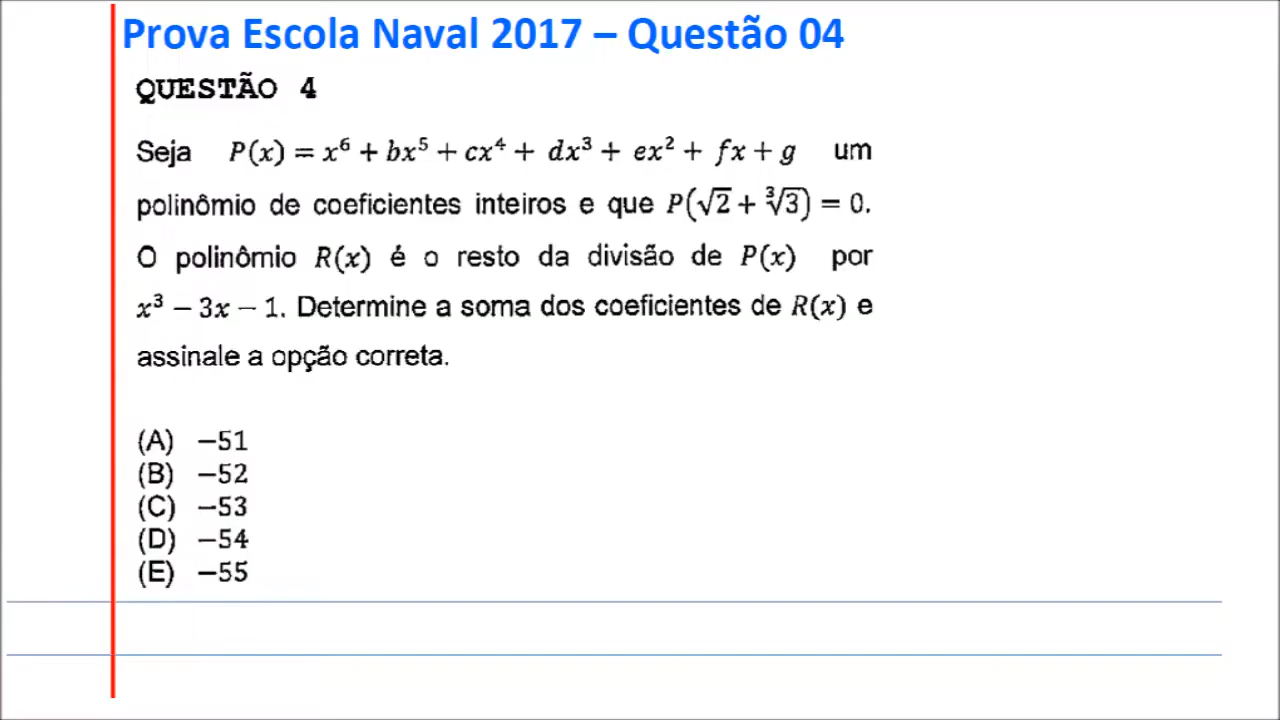 Prova Escola Naval 2017 – Questão 04
QUESTÃO 4
Seja P(x) = x⁶ + bx⁵ + cx⁴ + dx³ + ex² + fx + g um
polinômio de coeficientes inteiros e que P(√2 + ∛3) = 0.
O polinômio R(x) é o resto da divisão de P(x) por
x³ − 3x − 1. Determine a soma dos coeficientes de R(x) e
assinale a opção correta.
(A) −51
(B) −52
(C) −53
(D) −54
(E) −55